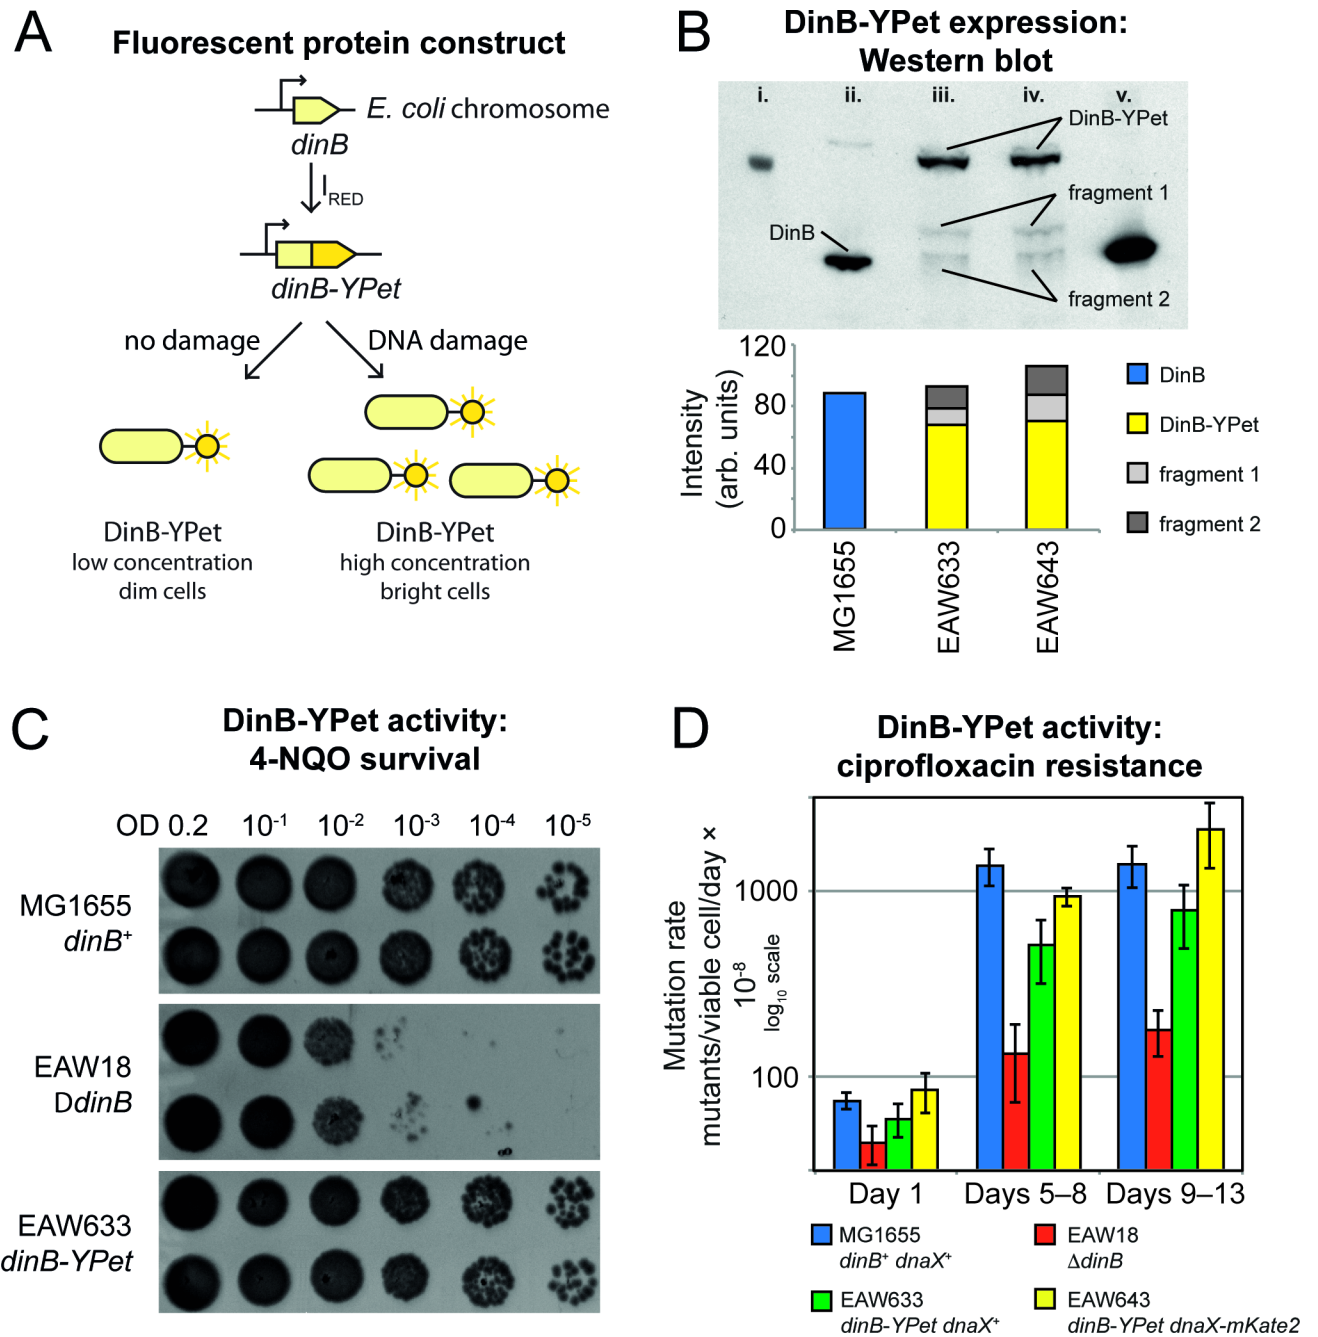 A
Fluorescent protein construct
E. coli chromosome
dinB
RED
dinB-YPet
no damage
DNA damage
DinB-YPet
low concentration
dim cells
DinB-YPet
high concentration
bright cells
B
DinB-YPet expression:
Western blot
i.
ii.
iii.
iv.
v.
DinB-YPet
fragment 1
DinB
fragment 2
Intensity
(arb. units)
120
80
40
0
MG1655
EAW633
EAW643
DinB
DinB-YPet
fragment 1
fragment 2
C
DinB-YPet activity:
4-NQO survival
OD 0.2 10-1 10-2 10-3 10-4 10-5
MG1655
dinB+
EAW18
DdinB
EAW633
dinB-YPet
D
DinB-YPet activity:
ciprofloxacin resistance
Mutation rate
mutants/viable cell/day ×
10-8
log10 scale
1000
100
Day 1
Days 5–8
Days 9–13
MG1655
dinB+ dnaX+
EAW18
ΔdinB
EAW633
dinB-YPet dnaX+
EAW643
dinB-YPet dnaX-mKate2